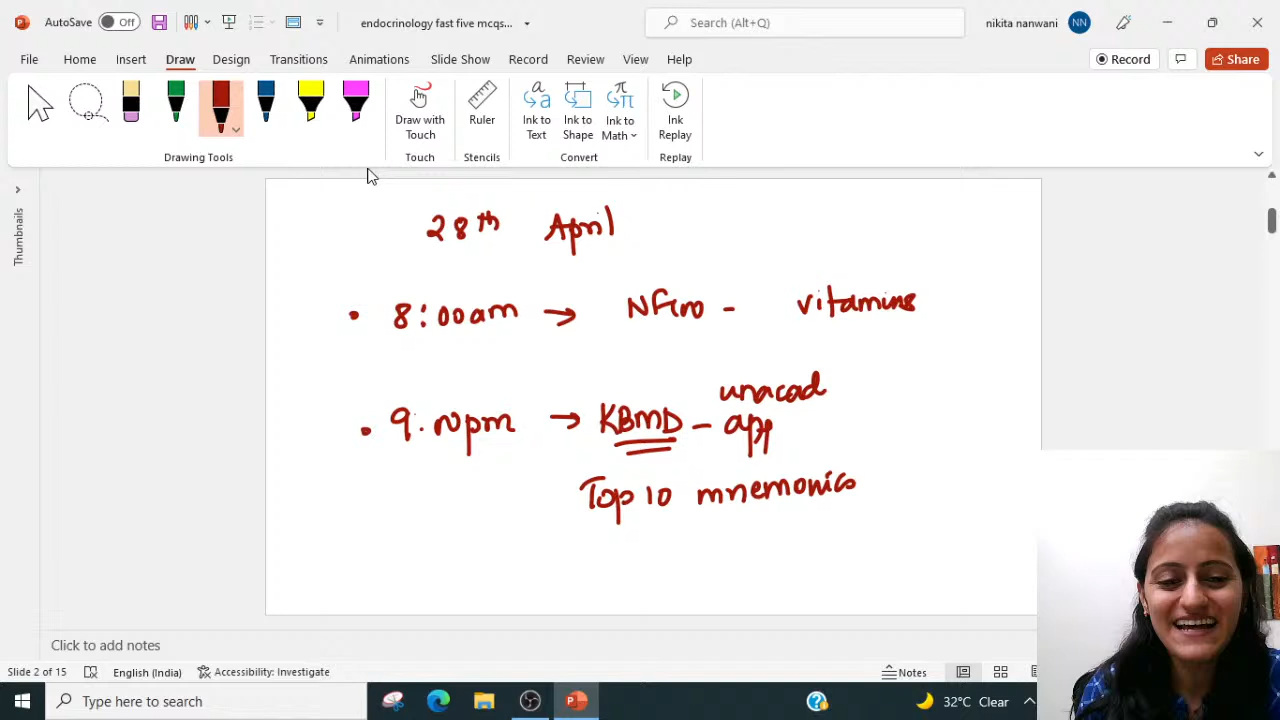 AutoSave Off endocrinology fast five mcqs... Search (Alt+Q) nikita nanwani NN
File Home Insert Draw Design Transitions Animations Slide Show Record Review View Help Record Share
Draw with Touch
Ruler
Ink to Text
Ink to Shape
Ink to Math
Ink Replay
Drawing Tools Touch Stencils Convert Replay
Thumbnails
28th April
• 8:00am →
vitamins
unacad
• 9:00pm → KBMD - app
Top 10 mnemonics
Click to add notes
Slide 2 of 15 English (India) Accessibility: Investigate Notes
Type here to search 32°C Clear